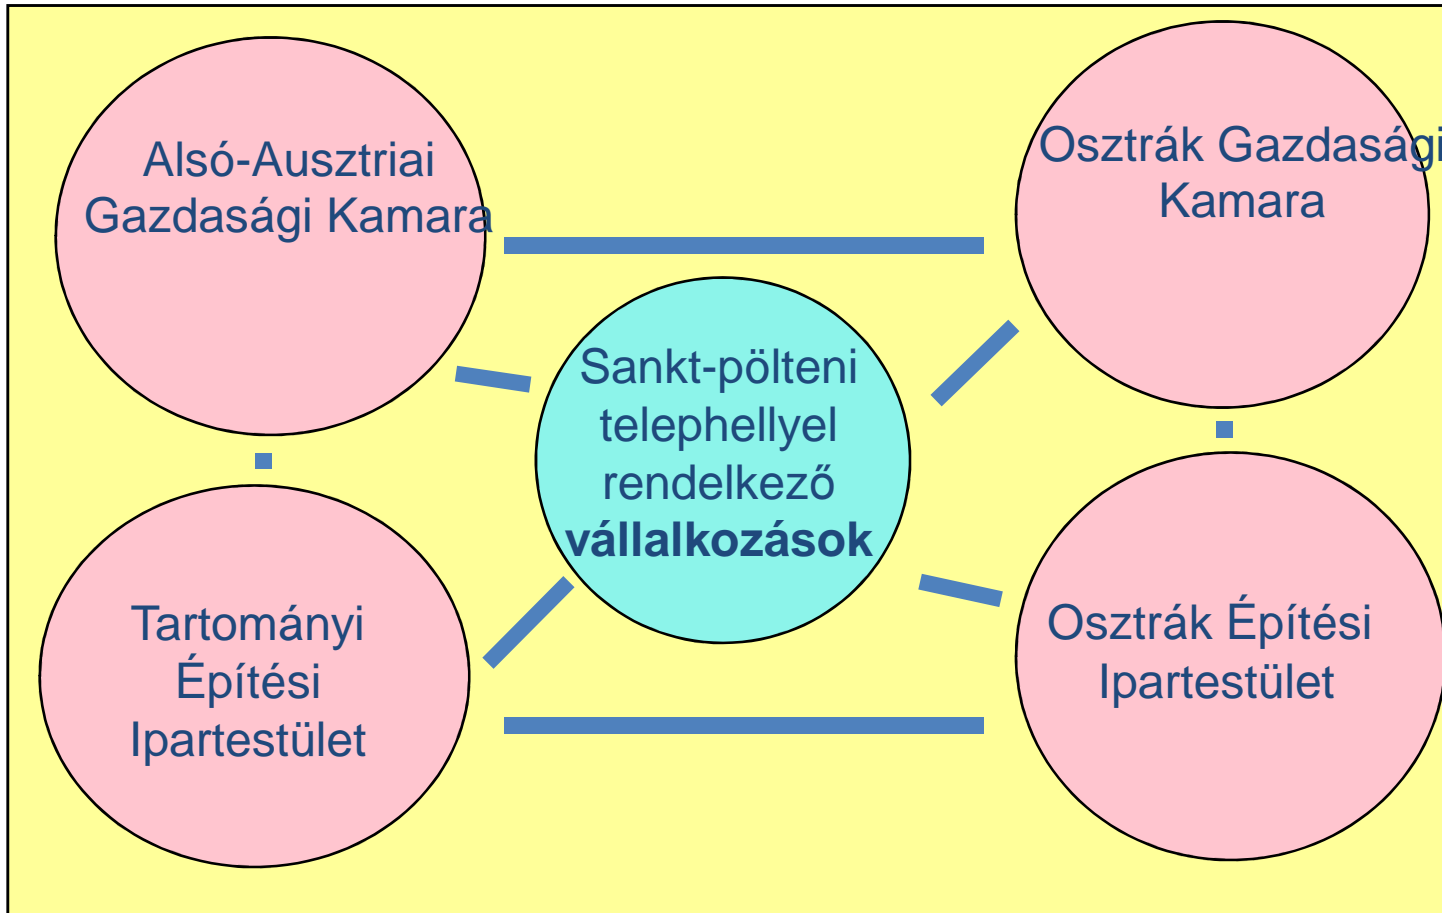 Alsó-Ausztriai
Gazdasági Kamara
Osztrák Gazdasági
Kamara
Sankt-pölteni
telephellyel
rendelkező
vállalkozások
Tartományi
Építési
Ipartestület
Osztrák Építési
Ipartestület